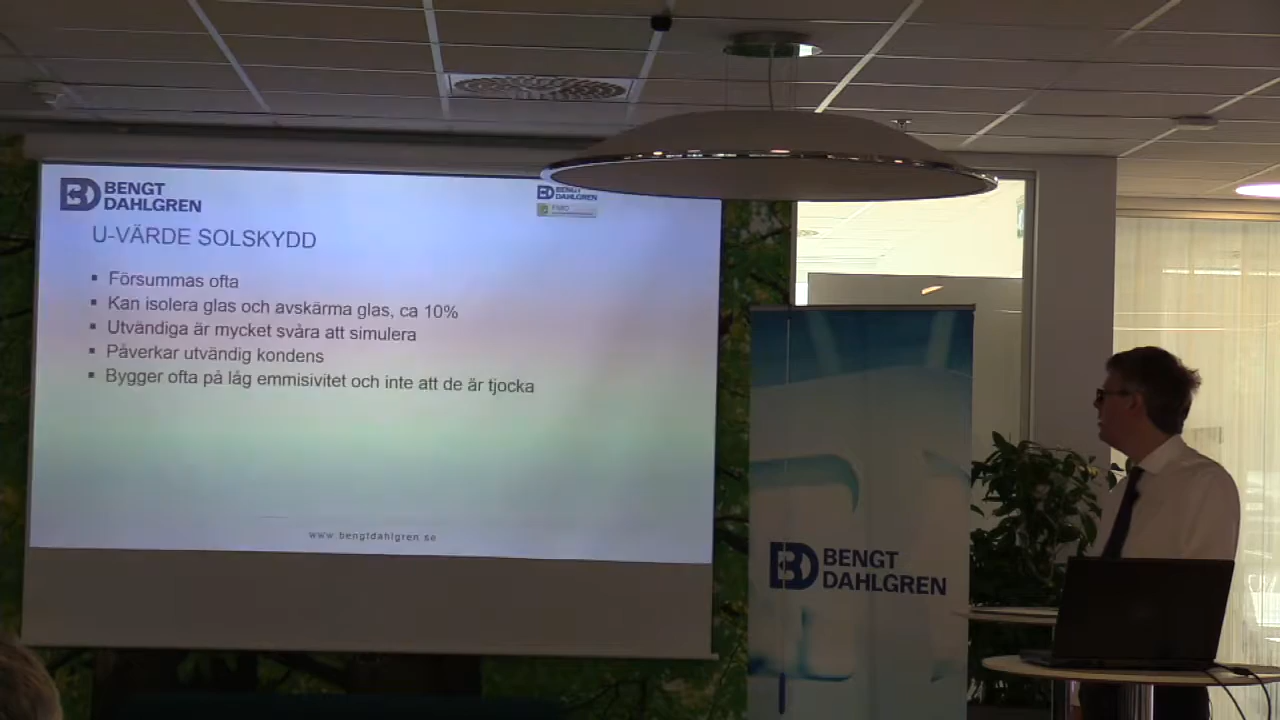 BENGT
DAHLGREN
BENGT
DAHLGREN
U-VÄRDE SOLSKYDD
Försummas ofta
Kan isolera glas och avskärma glas, ca 10%
Utvändiga är mycket svåra att simulera
Påverkar utvändig kondens
Bygger ofta på låg emmisivitet och inte att de är tjocka
www.bengtdahlgren.se
BENGT
DAHLGREN